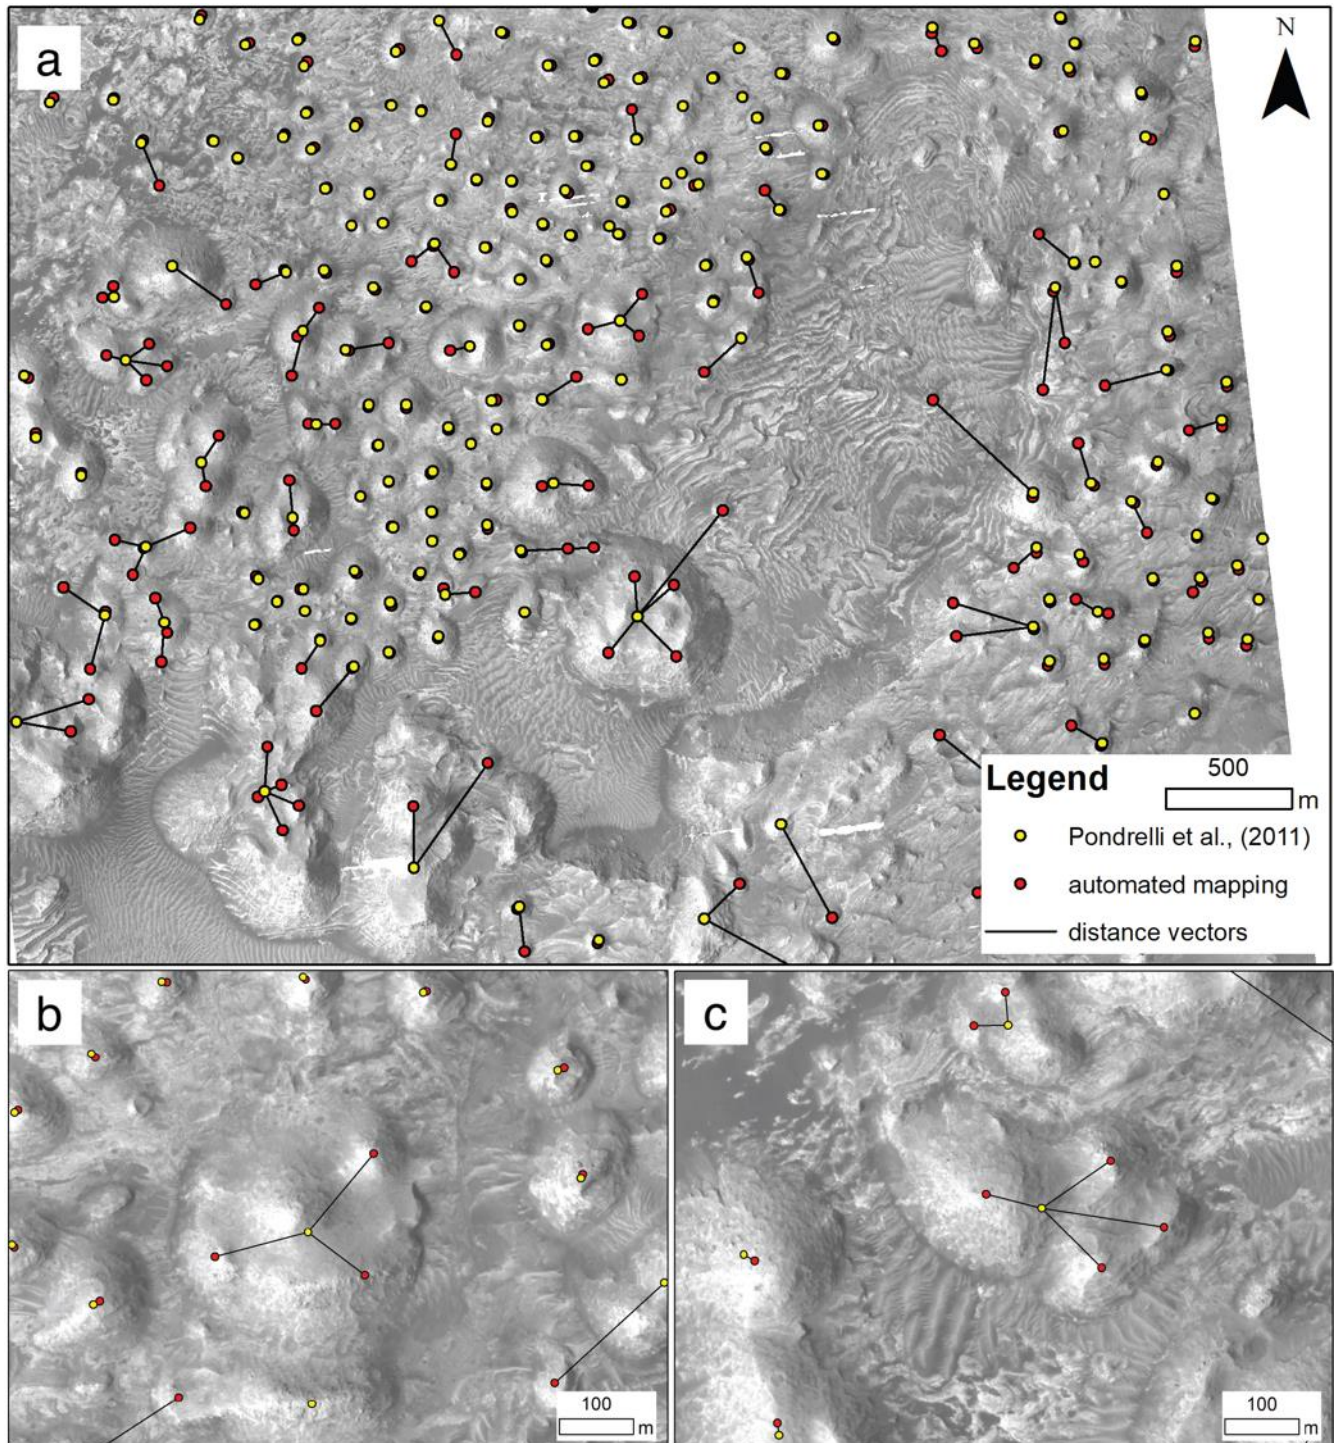 a
N
Legend
500
m
Pondrelli et al., (2011)
automated mapping
distance vectors
b
100
m
c
100
m